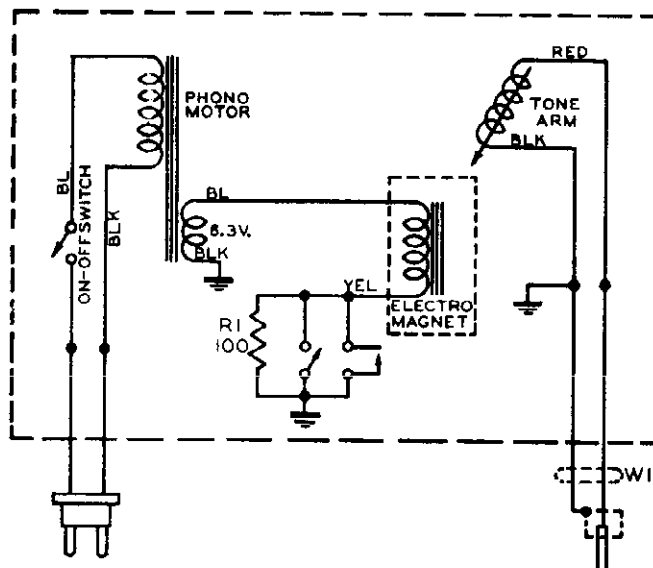 PHONO
MOTOR
RED
TONE
ARM
BLK
BL
ON-OFF SWITCH
BLK
BL
6.3V.
BLK
YEL
ELECTRO
MAGNET
R1
100
W1